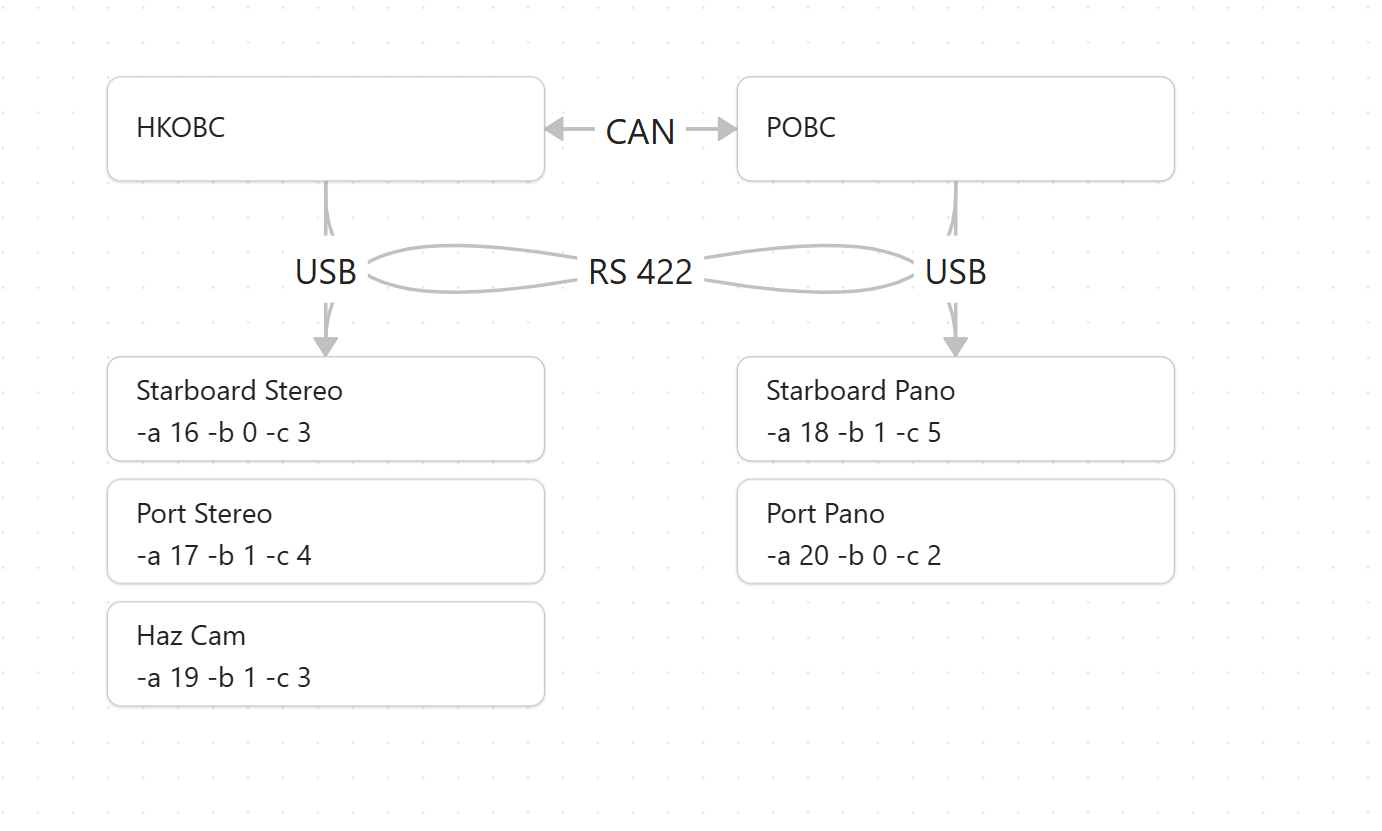 HKOBC
CAN
POBC
USB
RS 422
USB
Starboard Stereo
-a 16 -b 0 -c 3
Starboard Pano
-a 18 -b 1 -c 5
Port Stereo
-a 17 -b 1 -c 4
Port Pano
-a 20 -b 0 -c 2
Haz Cam
-a 19 -b 1 -c 3